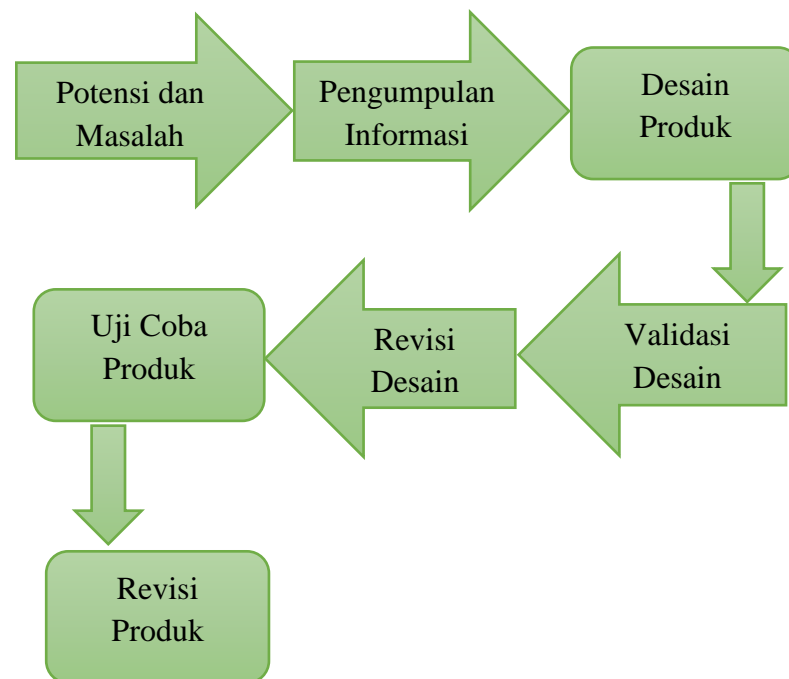 Potensi dan
Masalah
Pengumpulan
Informasi
Desain
Produk
Validasi
Desain
Revisi
Desain
Uji Coba
Produk
Revisi
Produk